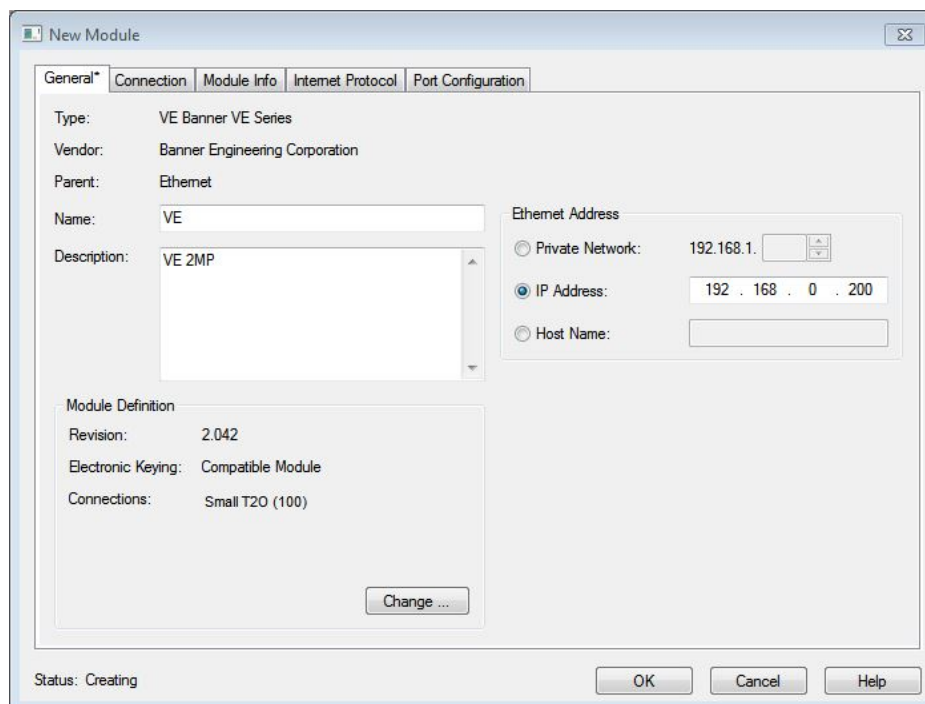 New Module
General* Connection Module Info Internet Protocol Port Configuration
Type: VE Banner VE Series
Vendor: Banner Engineering Corporation
Parent: Ethernet
Name: VE
Description: VE 2MP
Ethernet Address
Private Network: 192.168.1.
IP Address: 192 . 168 . 0 . 200
Host Name:
Module Definition
Revision: 2.042
Electronic Keying: Compatible Module
Connections: Small T2O (100)
Change ...
Status: Creating
OK Cancel Help